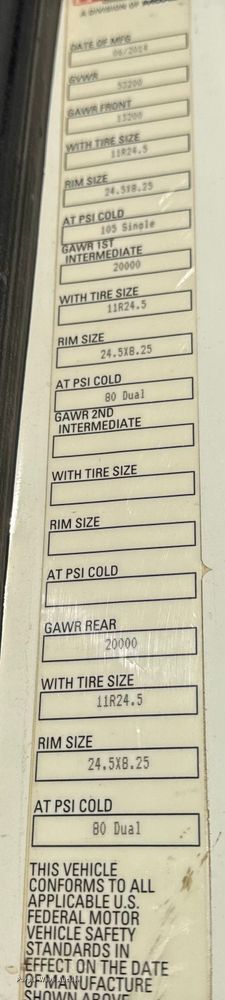 A DIVISION OF
DATE OF MFG
06/2014
GVWR
53200
GAWR FRONT
13200
WITH TIRE SIZE
11R24.5
RIM SIZE
24.5X8.25
AT PSI COLD
105 Single
GAWR 1ST
INTERMEDIATE
20000
WITH TIRE SIZE
11R24.5
RIM SIZE
24.5X8.25
AT PSI COLD
80 Dual
GAWR 2ND
INTERMEDIATE
WITH TIRE SIZE
RIM SIZE
AT PSI COLD
GAWR REAR
20000
WITH TIRE SIZE
11R24.5
RIM SIZE
24.5X8.25
AT PSI COLD
80 Dual
THIS VEHICLE
CONFORMS TO ALL
APPLICABLE U.S.
FEDERAL MOTOR
VEHICLE SAFETY
STANDARDS IN
EFFECT ON THE DATE
OF MANUFACTURE
SHOWN ABOVE